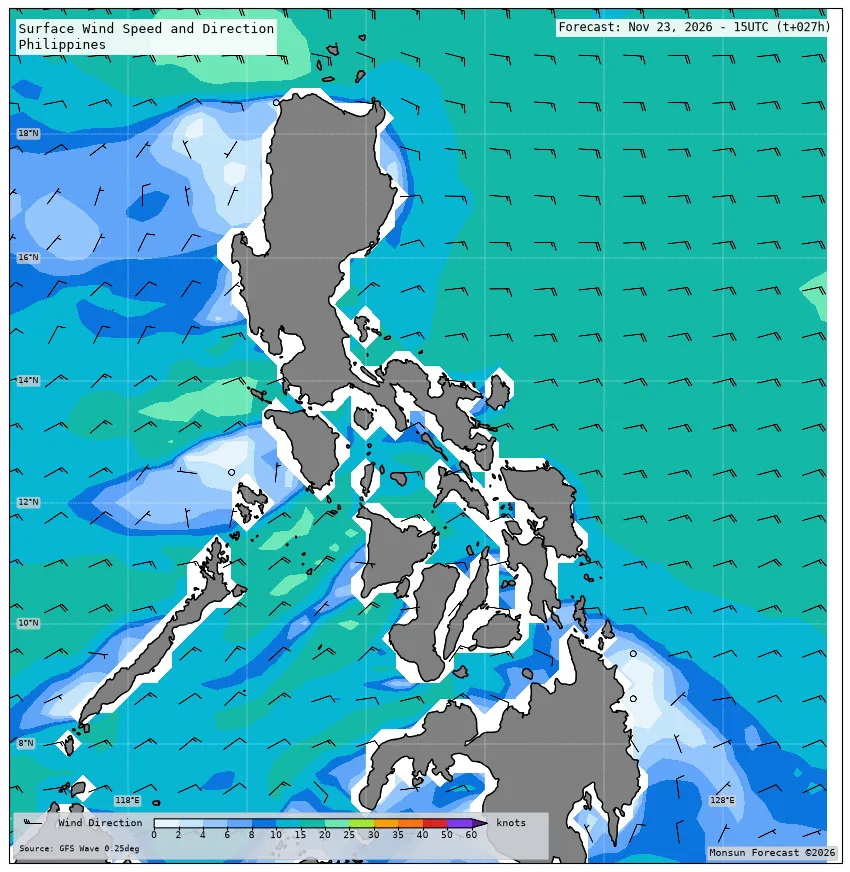 Surface Wind Speed and Direction
Philippines
Forecast: Nov 23, 2026 - 15UTC (t+027h)
18°N
16°N
14°N
12°N
10°N
8°N
118°E
128°E
Wind Direction
0 2 4 6 8 10 15 20 25 30 35 40 50 60 knots
Source: GFS Wave 0.25deg
Monsun Forecast ©2026